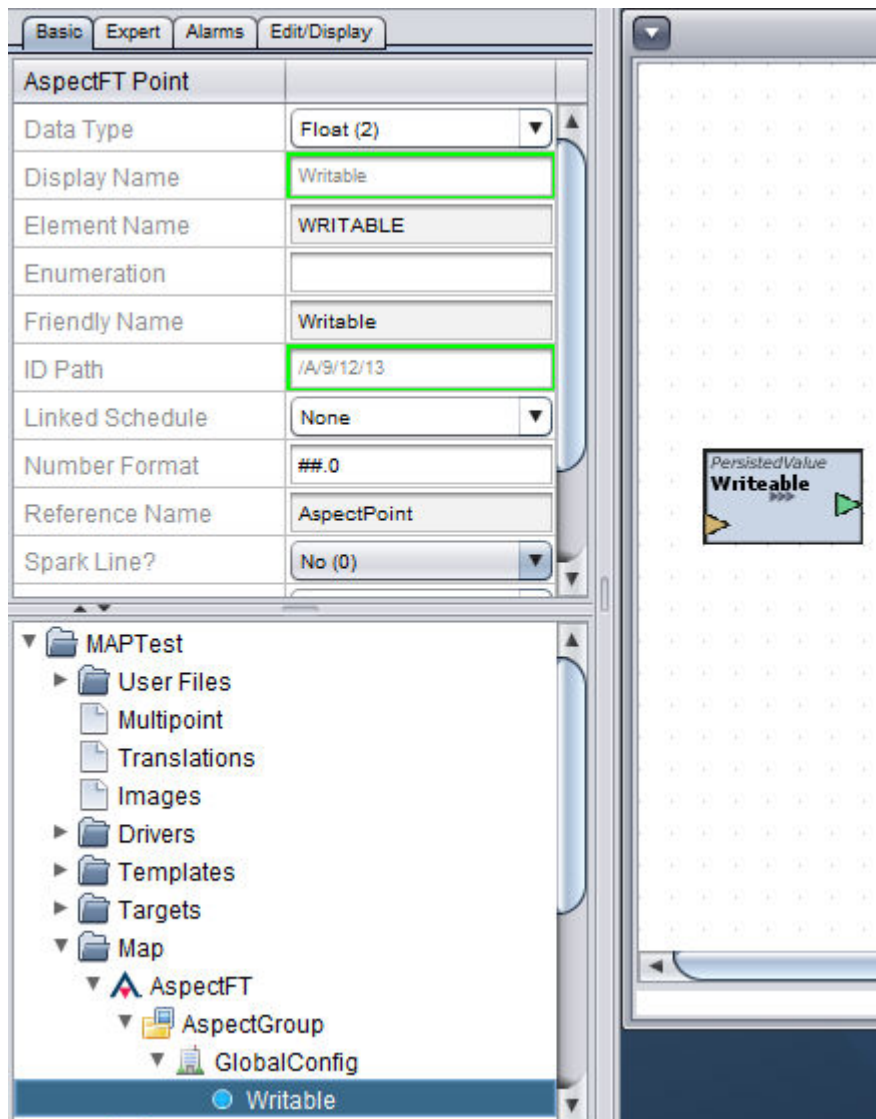 Basic Expert Alarms Edit/Display
AspectFT Point
Data Type Float (2)
Display Name Writable
Element Name WRITABLE
Enumeration
Friendly Name Writable
ID Path /A/9/12/13
Linked Schedule None
Number Format ##.0
Reference Name AspectPoint
Spark Line? No (0)
PersistedValue
Writeable
MAPTest
User Files
Multipoint
Translations
Images
Drivers
Templates
Targets
Map
AspectFT
AspectGroup
GlobalConfig
Writable